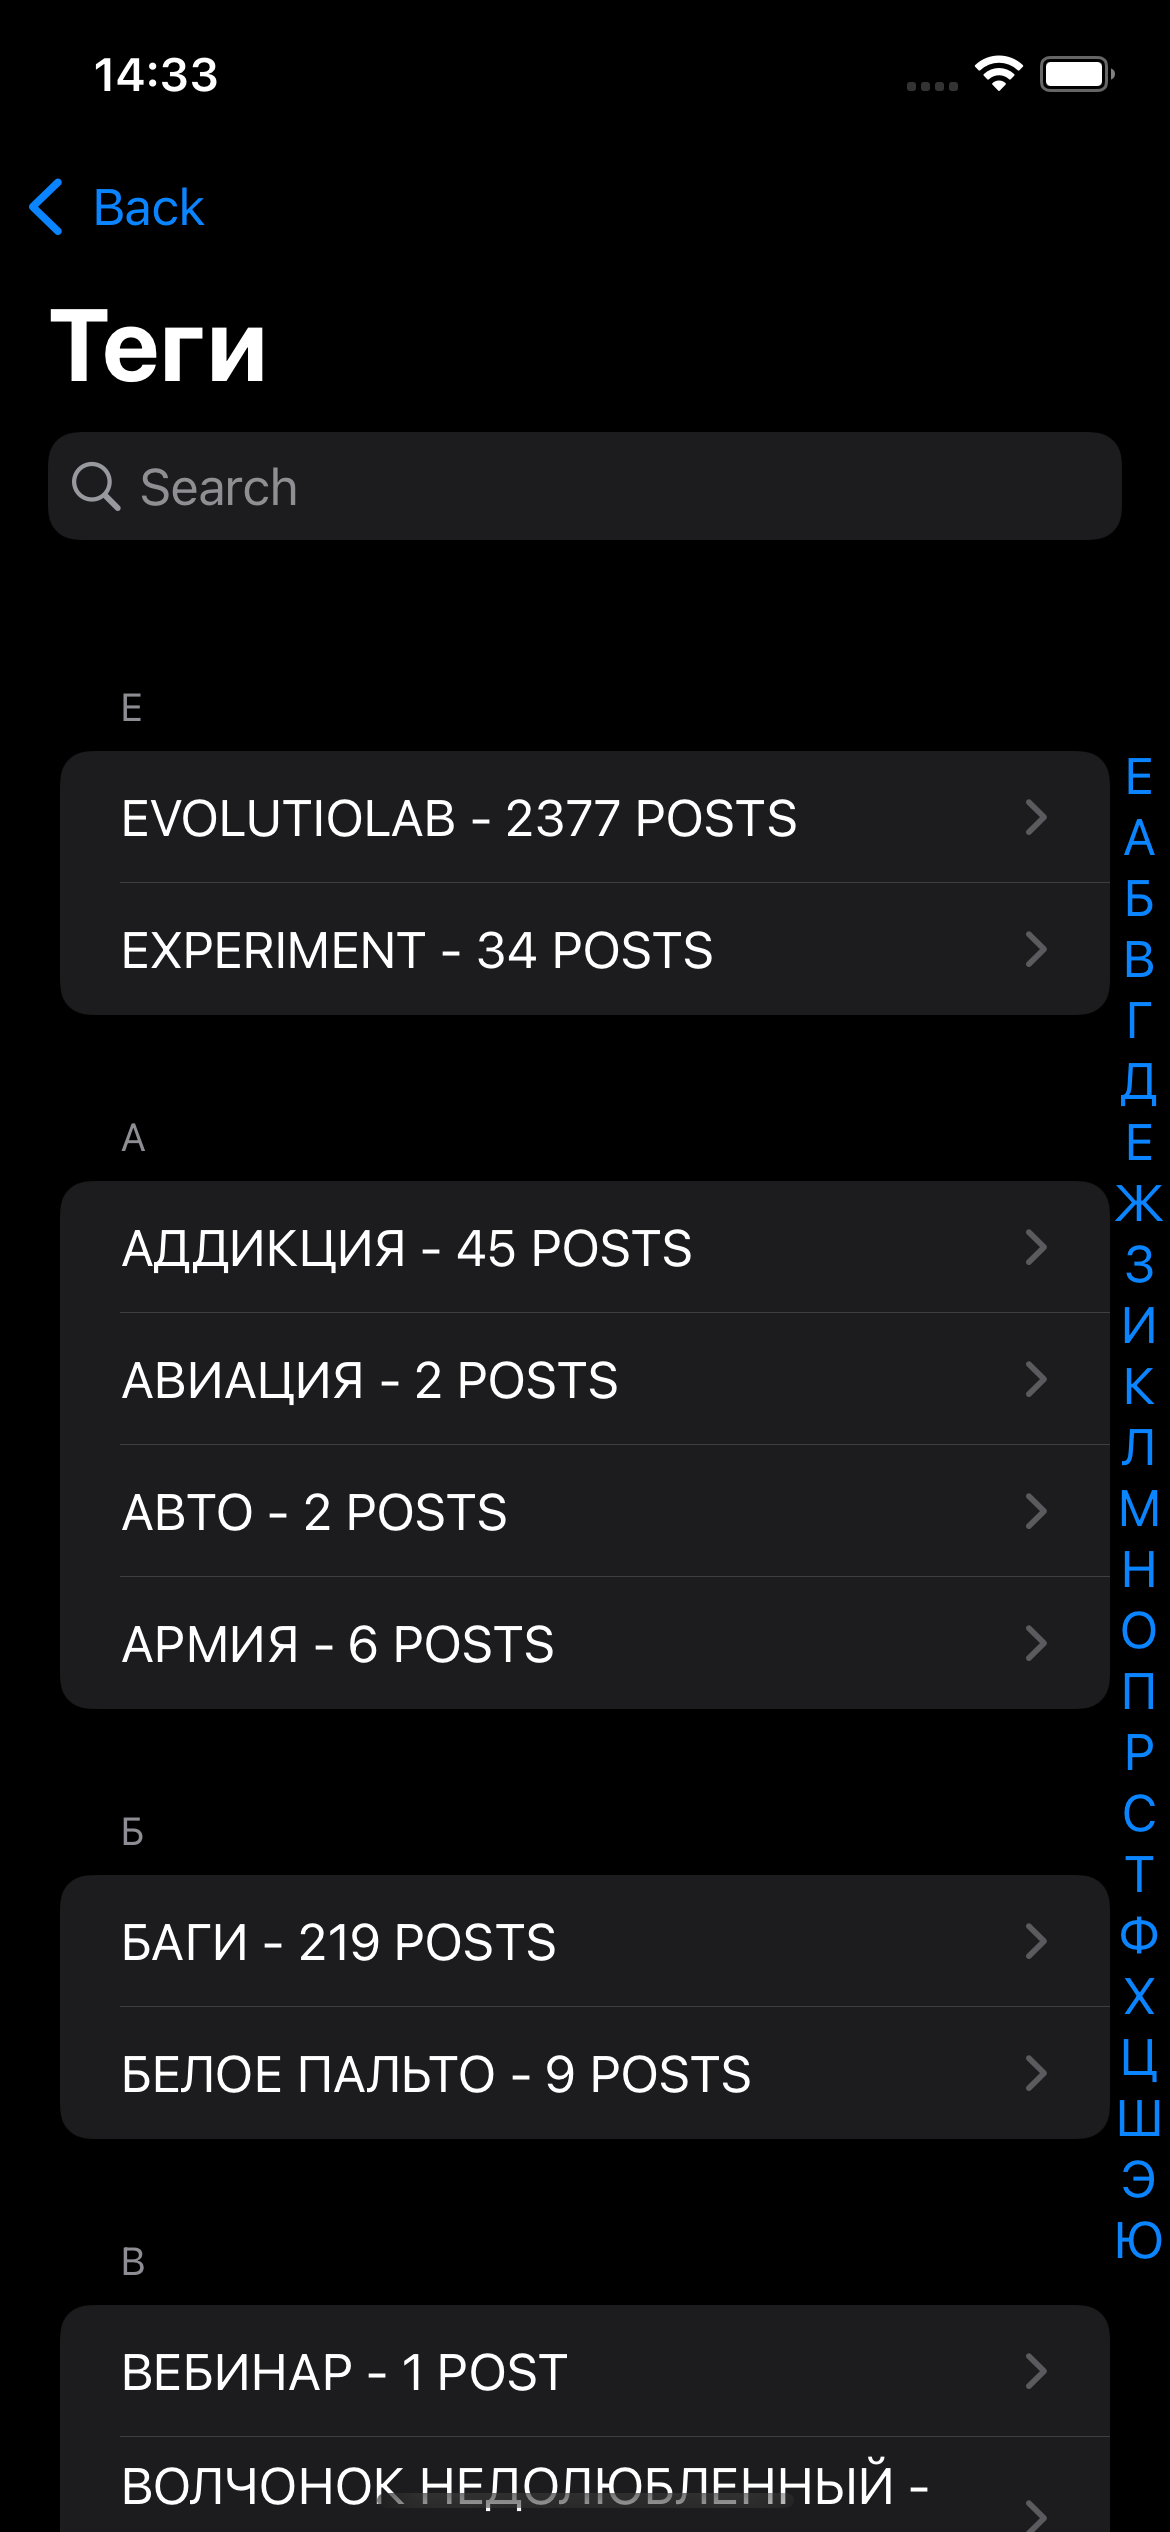 14:33
Back
Теги
Search
E
EVOLUTIOLAB - 2377 POSTS
EXPERIMENT - 34 POSTS
А
АДДИКЦИЯ - 45 POSTS
АВИАЦИЯ - 2 POSTS
АВТО - 2 POSTS
АРМИЯ - 6 POSTS
Б
БАГИ - 219 POSTS
БЕЛОЕ ПАЛЬТО - 9 POSTS
В
ВЕБИНАР - 1 POST
ВОЛЧОНОК НЕДОЛЮБЛЕННЫЙ -
E
А
Б
В
Г
Д
Е
Ж
З
И
К
Л
М
Н
О
П
Р
С
Т
Ф
Х
Ц
Ш
Э
Ю